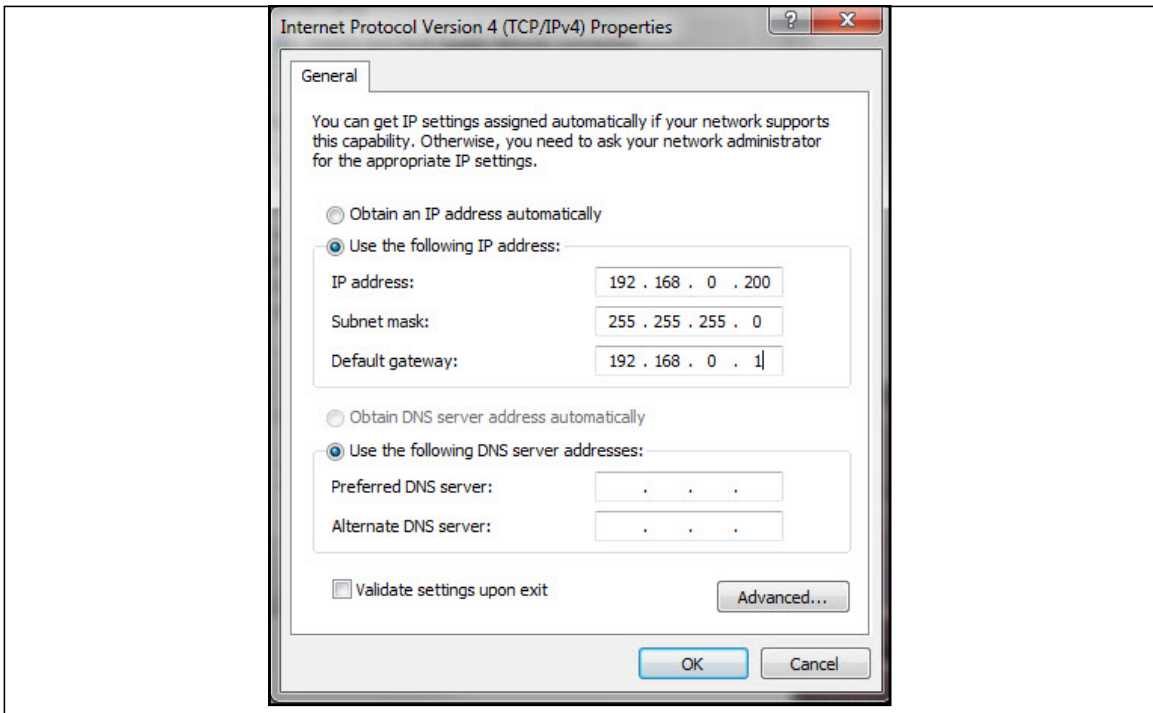 Internet Protocol Version 4 (TCP/IPv4) Properties
General
You can get IP settings assigned automatically if your network supports
this capability. Otherwise, you need to ask your network administrator
for the appropriate IP settings.
Obtain an IP address automatically
Use the following IP address:
IP address: 192 . 168 . 0 . 200
Subnet mask: 255 . 255 . 255 . 0
Default gateway: 192 . 168 . 0 . 1
Obtain DNS server address automatically
Use the following DNS server addresses:
Preferred DNS server: . . .
Alternate DNS server: . . .
Validate settings upon exit
Advanced...
OK Cancel